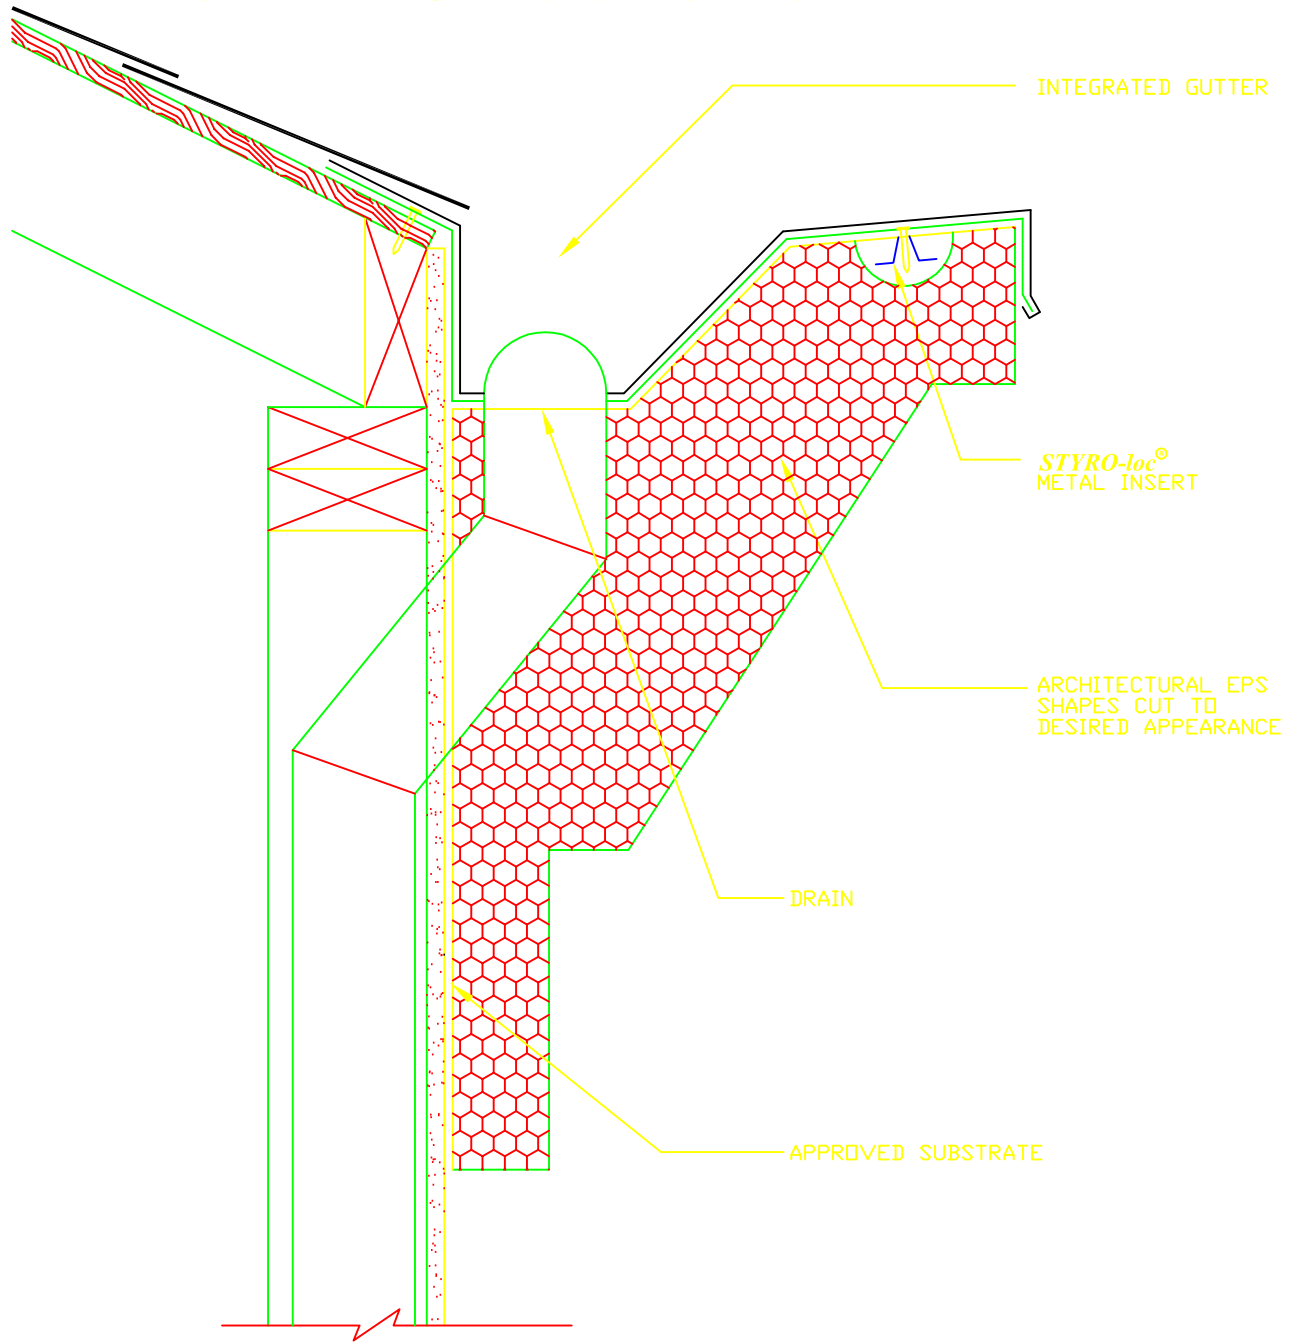 INTEGRATED GUTTER
STYRO-loc®
METAL INSERT
ARCHITECTURAL EPS
SHAPES CUT TO
DESIRED APPEARANCE
DRAIN
APPROVED SUBSTRATE